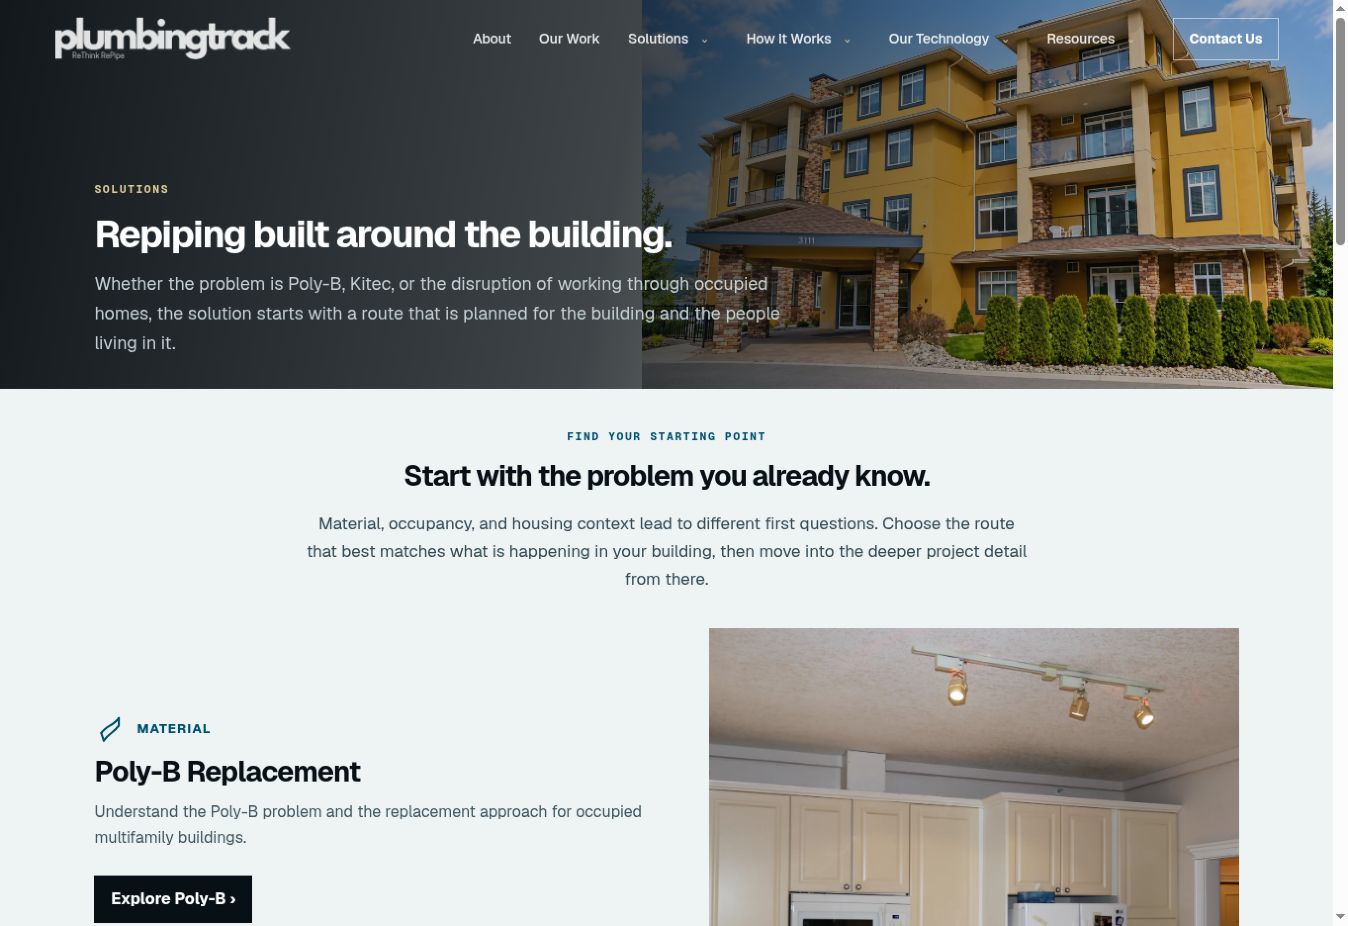 plumbingtrack
ReThink RePipe
About
Our Work
Solutions
How it Works
Our Technology
Resources
Contact Us
SOLUTIONS
Repiping built around the building.
Whether the problem is Poly-B, Kitec, or the disruption of working through occupied
homes, the solution starts with a route that is planned for the building and the people
living in it.
3111
FIND YOUR STARTING POINT
Start with the problem you already know.
Material, occupancy, and housing context lead to different first questions. Choose the route
that best matches what is happening in your building, then move into the deeper project detail
from there.
MATERIAL
Poly-B Replacement
Understand the Poly-B problem and the replacement approach for occupied
multifamily buildings.
Explore Poly-B ›